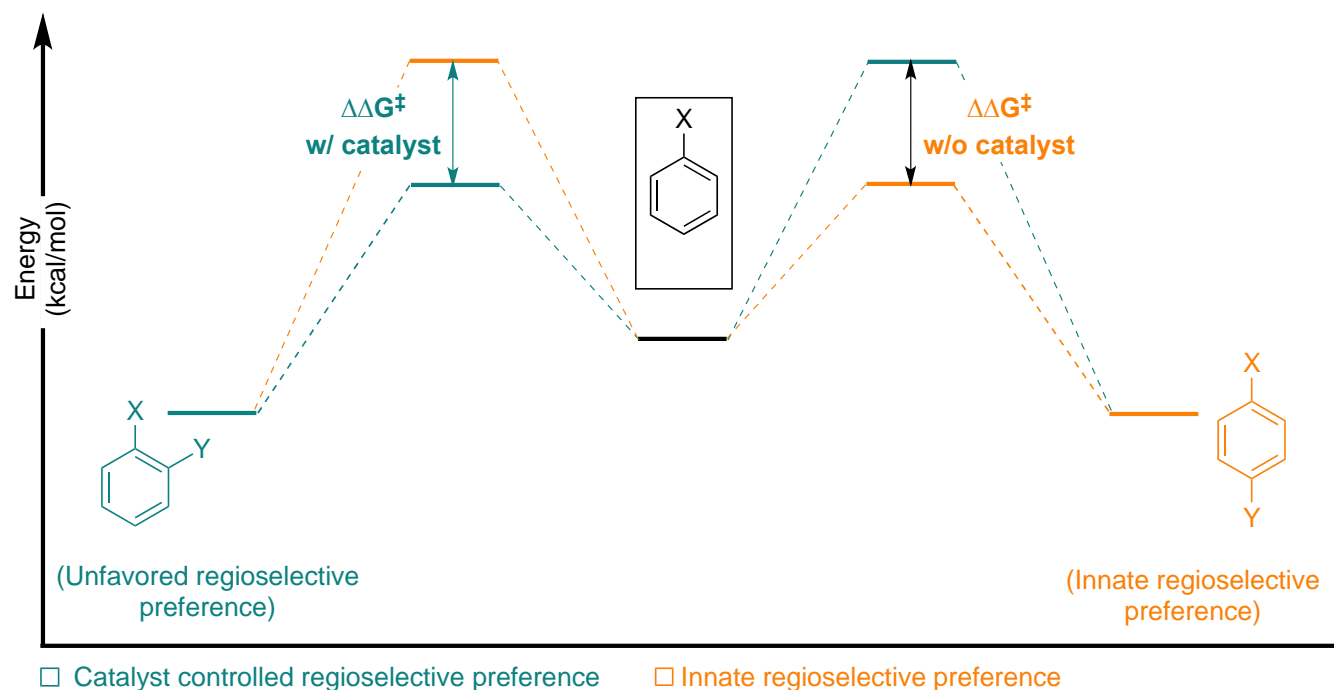 ΔΔG‡
w/ catalyst
X
ΔΔG‡
w/o catalyst
Energy
(kcal/mol)
X
Y
X
Y
(Unfavored regioselective
preference)
(Innate regioselective
preference)
Catalyst controlled regioselective preference
Innate regioselective preference